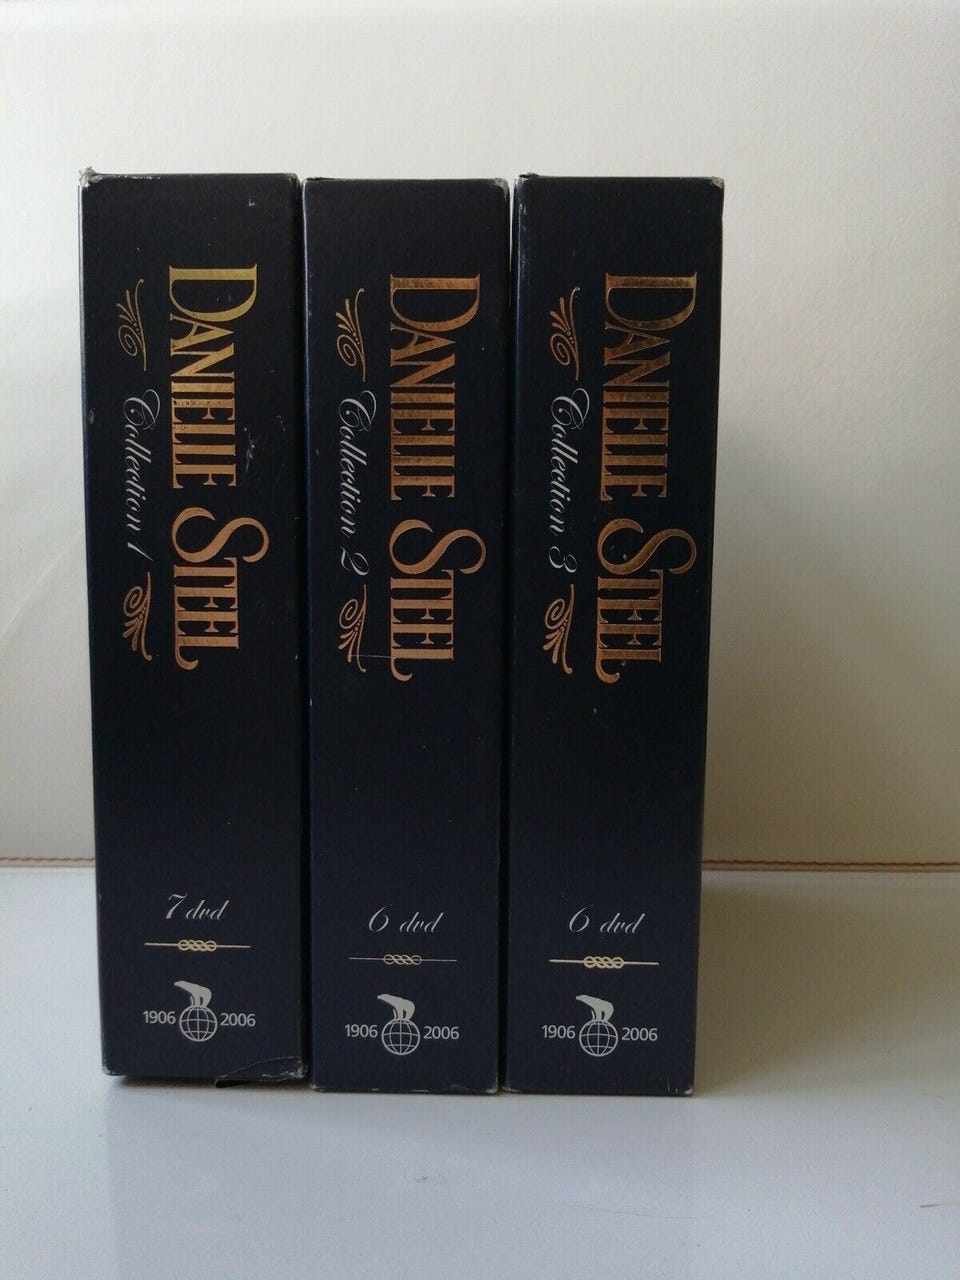 DANIELLE STEEL
Collection 1
7 dvd
1906 2006
DANIELLE STEEL
Collection 2
6 dvd
1906 2006
DANIELLE STEEL
Collection 3
6 dvd
1906 2006